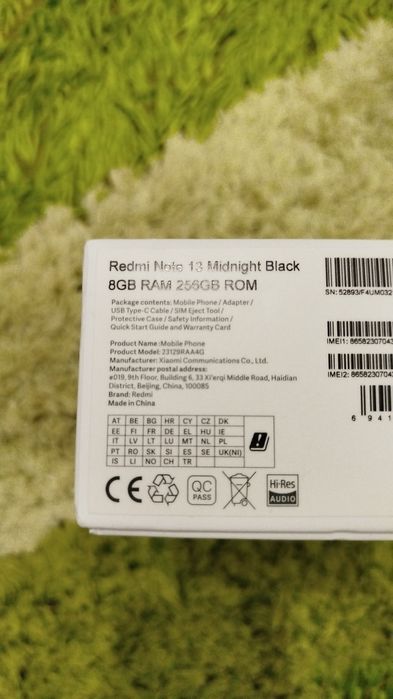 Redmi Note 13 Midnight Black
8GB RAM 256GB ROM
Package contents: Mobile Phone / Adapter /
USB Type-C Cable / SIM Eject Tool /
Protective Case / Safety Information /
Quick Start Guide and Warranty Card
Product Name:Mobile Phone
Product Model: 23129RAA4G
Manufacturer: Xiaomi Communications Co., Ltd.
Manufacturer postal address:
#019, 9th Floor, Building 6, 33 Xi'erqi Middle Road, Haidian
District, Beijing, China, 100085
Brand: Redmi
Made in China
AT BE BG HR CY CZ DK
EE FI FR DE EL HU IE
IT LV LT LU MT NL PL
PT RO SK SI ES SE UK(NI)
IS LI NO CH TR
CE
QC
PASS
Hi-Res
AUDIO
SN: 52893/F4UM032
IMEI1: 8658230704
IMEI2: 8658230704
6 941